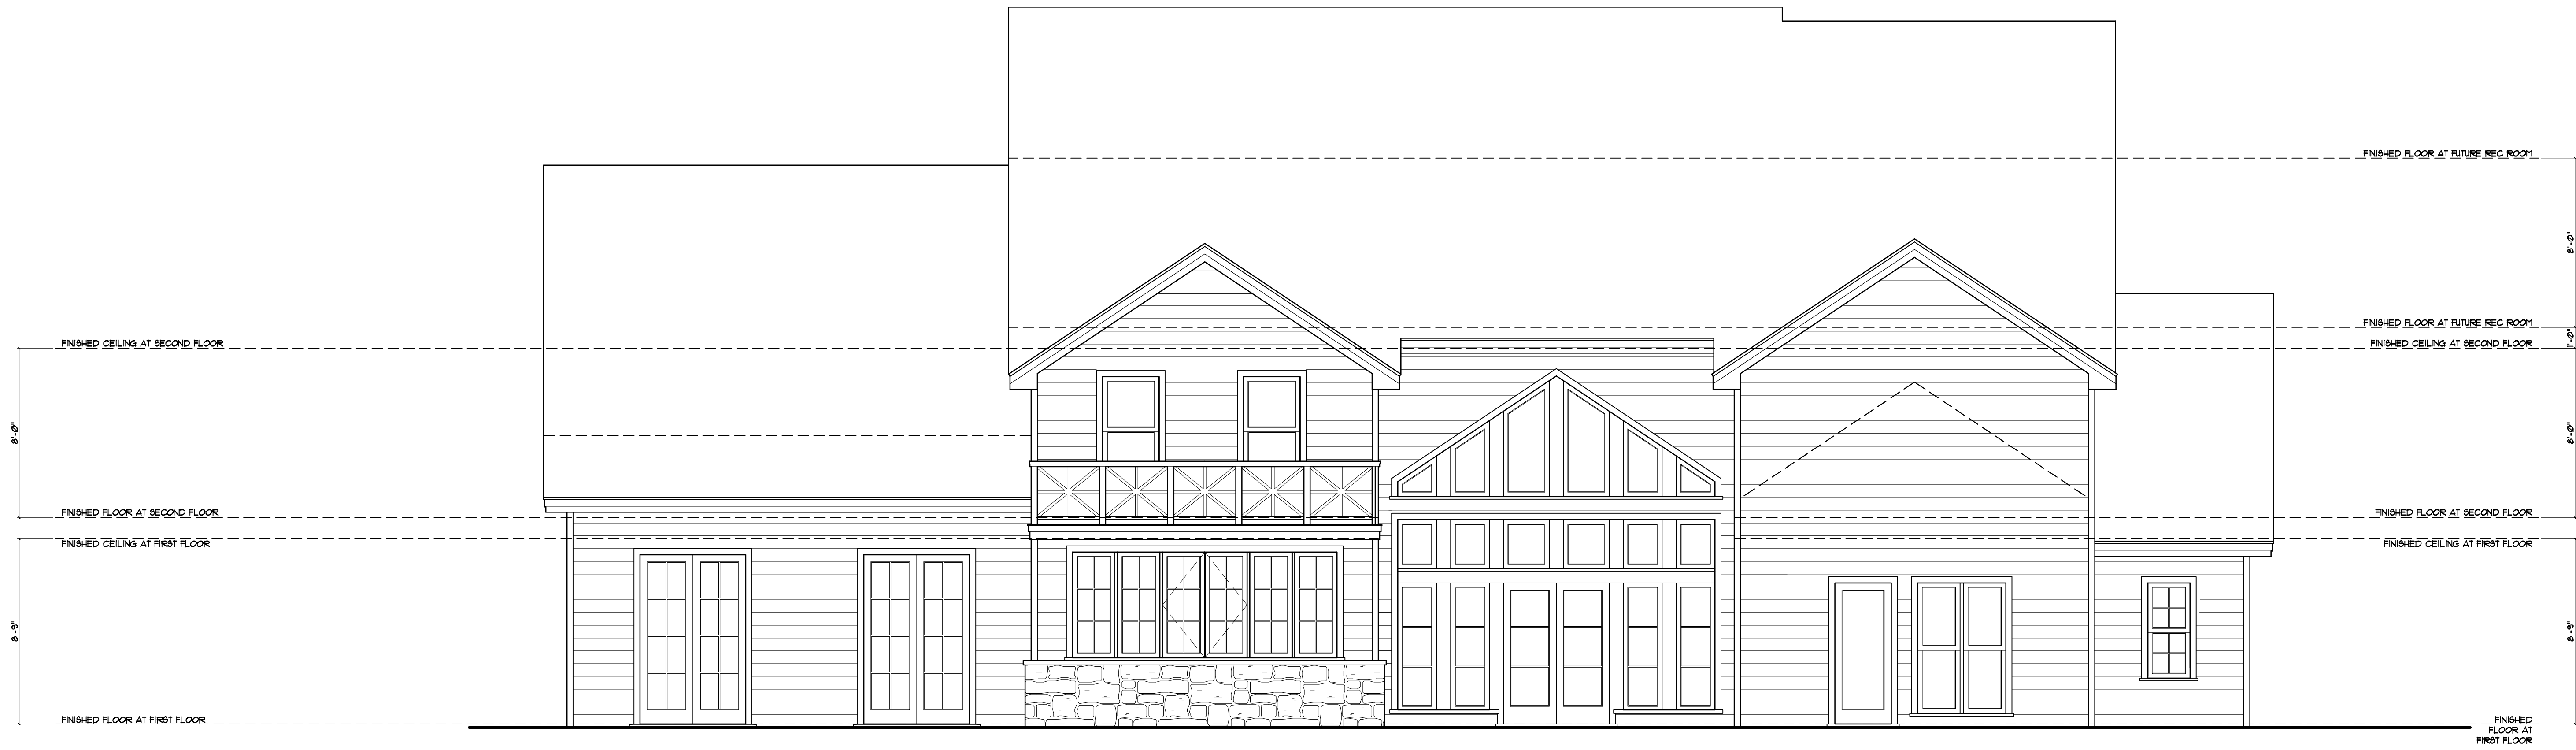 FINISHED FLOOR AT FUTURE REC ROOM
8'-0"
FINISHED FLOOR AT FUTURE REC ROOM
1'-0"
FINISHED CEILING AT SECOND FLOOR
FINISHED CEILING AT SECOND FLOOR
8'-0"
8'-0"
FINISHED FLOOR AT SECOND FLOOR
FINISHED FLOOR AT SECOND FLOOR
FINISHED CEILING AT FIRST FLOOR
FINISHED CEILING AT FIRST FLOOR
8'-9"
8'-9"
FINISHED FLOOR AT FIRST FLOOR
FINISHED
FLOOR AT
FIRST FLOOR